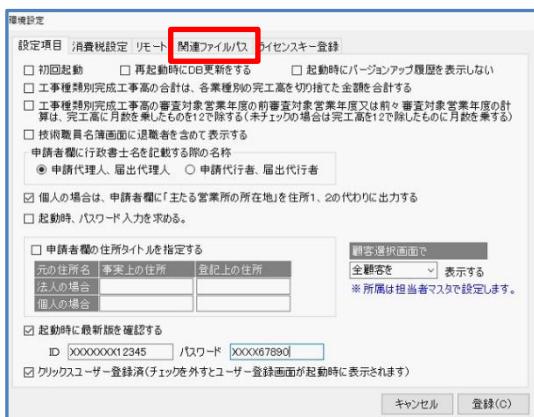 環境設定
設定項目 消費税設定 リモート 関連ファイルパス ライセンスキー登録
初回起動 再起動時にDB更新をする 起動時にバージョンアップ履歴を表示しない
工事種類別完成工事高の合計は、各業種別の完工高を切り捨てた金額を合計する
工事種類別完成工事高の審査対象営業年度の前審査対象営業年度又は前々審査対象営業年度の計
算は、完工高に月数を乗したものを12で除する(未チェックの場合は完工高を12で除したものに月数を乗する)
技術職員名簿画面に退職者を含めて表示する
申請者欄に行政書士名を記載する際の名称
申請代理人、届出代理人 申請代行者、届出代行者
個人の場合は、申請者欄に「主たる営業所の所在地」を住所1、2の代わりに出力する
起動時、パスワード入力を求める。
申請者欄の住所タイトルを指定する
元の住所名 事実上の住所 登記上の住所
法人の場合
個人の場合
顧客選択画面で
全顧客を 表示する
※所属は担当者マスタで設定します。
起動時に最新版を確認する
ID XXXXXXX12345 パスワード XXXX67890
クリックスユーザー登録済(チェックを外すとユーザー登録画面が起動時に表示されます)
キャンセル 登録(C)